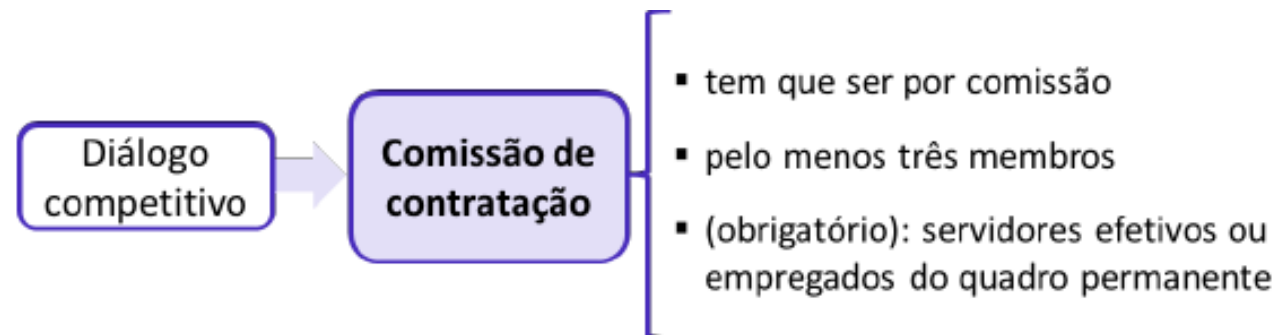 Diálogo
competitivo
Comissão de
contratação
▪ tem que ser por comissão
▪ pelo menos três membros
▪ (obrigatório): servidores efetivos ou
empregados do quadro permanente